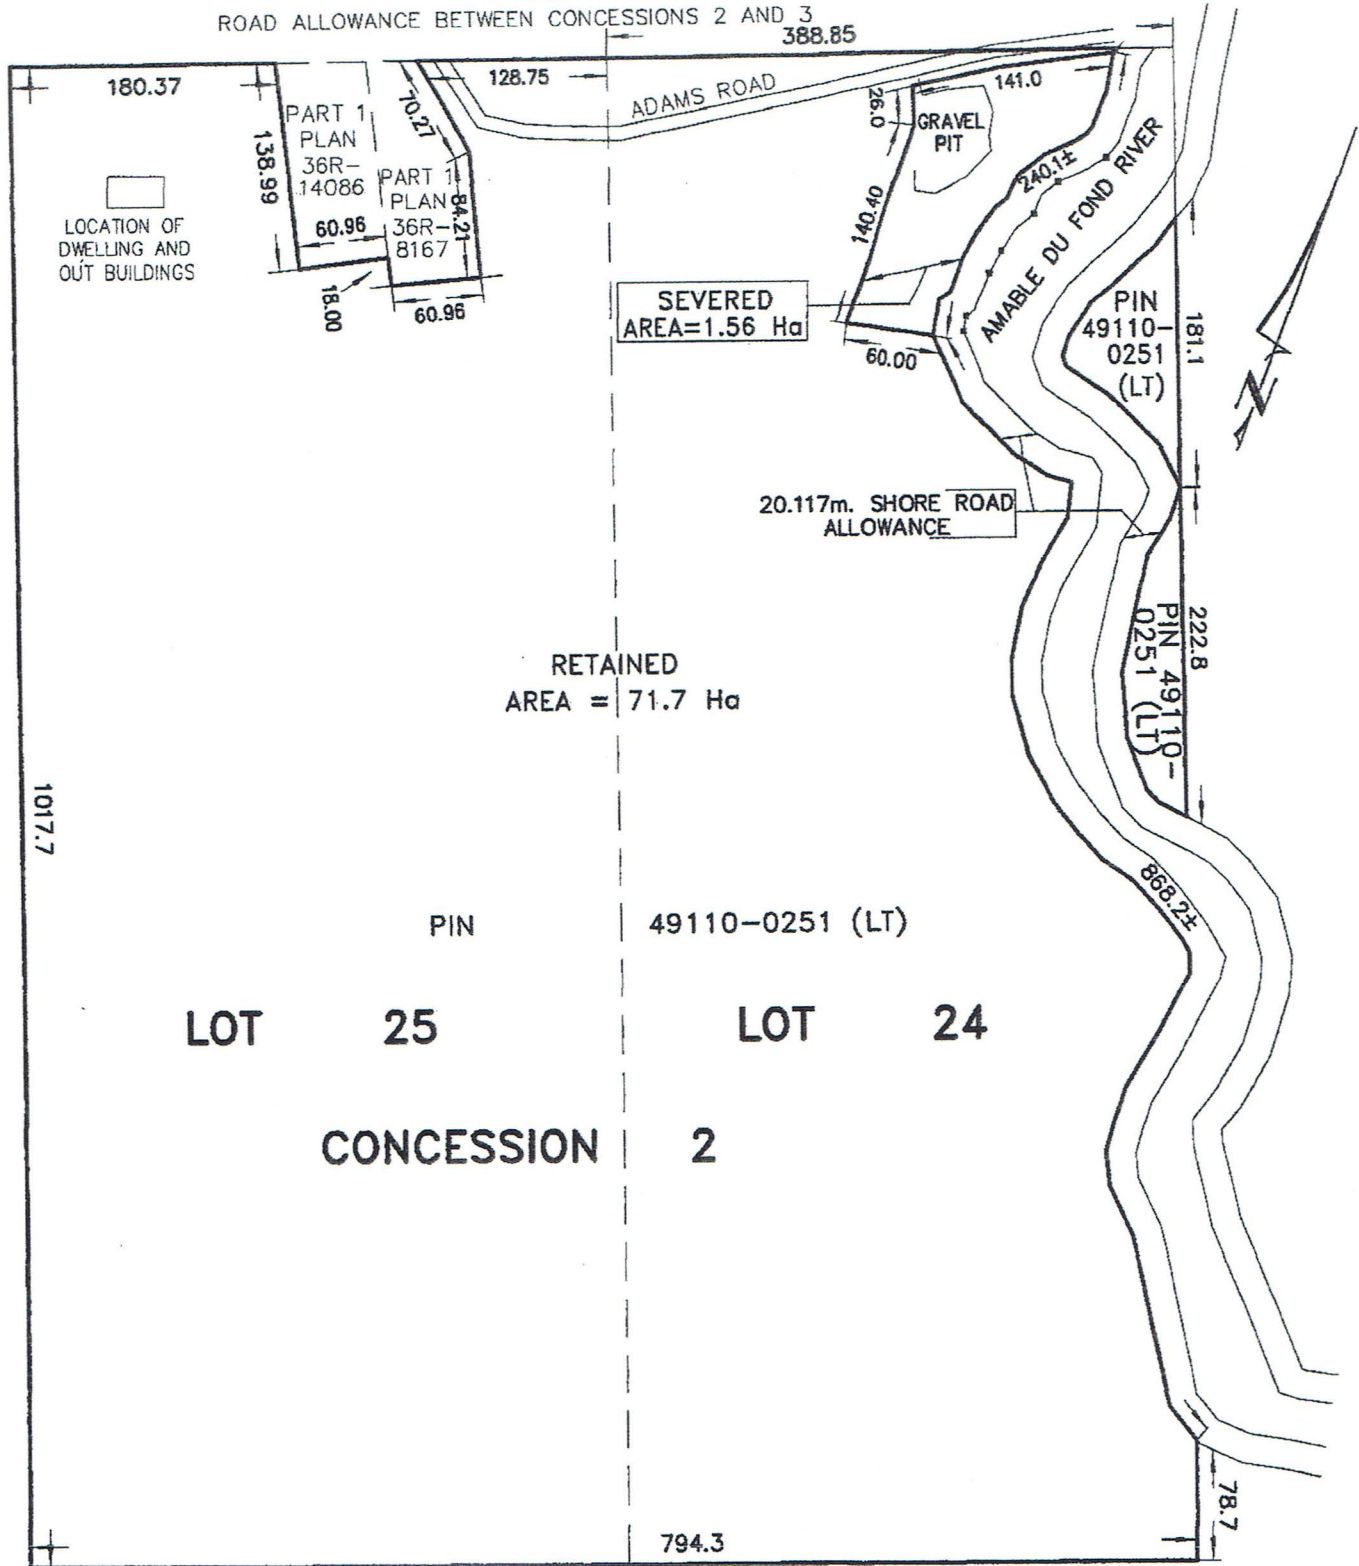 ROAD ALLOWANCE BETWEEN CONCESSIONS 2 AND 3
388.85
180.37
128.75
ADAMS ROAD
141.0
26.0
GRAVEL
PIT
70.27
138.99
PART 1
PLAN
36R-
14086
PART 1
PLAN
36R-
8167
84.21
60.96
18.00
60.96
LOCATION OF
DWELLING AND
OUT BUILDINGS
140.40
240.1±
AMABLE DU FOND RIVER
SEVERED
AREA=1.56 Ha
60.00
PIN
49110-
0251
(LT)
181.1
N
20.117m. SHORE ROAD
ALLOWANCE
222.8
PIN 49110-
0251 (LT)
RETAINED
AREA = 71.7 Ha
1017.7
868.2±
PIN 49110-0251 (LT)
LOT 25 LOT 24
CONCESSION 2
78.7
794.3